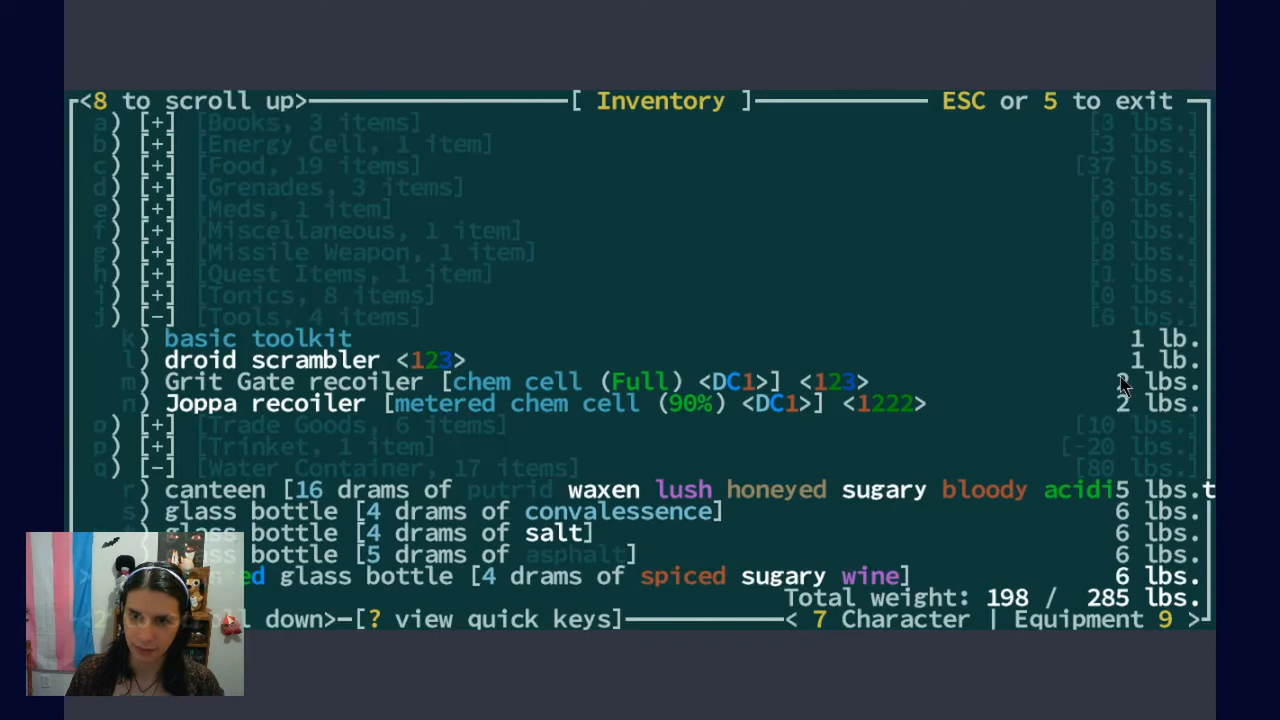 <8 to scroll up> [ Inventory ] ESC or 5 to exit
a) [+] [Books, 3 items] [3 lbs.]
b) [+] [Energy Cell, 1 item] [3 lbs.]
c) [+] [Food, 19 items] [37 lbs.]
d) [+] [Grenades, 3 items] [3 lbs.]
e) [+] [Meds, 1 item] [0 lbs.]
f) [+] [Miscellaneous, 1 item] [0 lbs.]
g) [+] [Missile Weapon, 1 item] [8 lbs.]
h) [+] [Quest Items, 1 item] [1 lbs.]
i) [+] [Tonics, 8 items] [0 lbs.]
j) [-] [Tools, 4 items] [6 lbs.]
k) basic toolkit 1 lb.
l) droid scrambler <123> 1 lb.
m) Grit Gate recoiler [chem cell (Full) <DC1>] <123> lbs.
n) Joppa recoiler [metered chem cell (90%) <DC1>] <1222> 2 lbs.
o) [+] [Trade Goods, 6 items] [10 lbs.]
p) [+] [Trinket, 1 item] [-20 lbs.]
q) [-] [Water Container, 17 items] [80 lbs.]
r) canteen [16 drams of putrid waxen lush honeyed sugary bloody acidi5 lbs.t
s) glass bottle [4 drams of convalessence] 6 lbs.
glass bottle [4 drams of salt] 6 lbs.
bottle [5 drams of asphalt] 6 lbs.
ed glass bottle [4 drams of spiced sugary wine] 6 lbs.
Total weight: 198 / 285 lbs.
down>-[? view quick keys] < 7 Character | Equipment 9 >